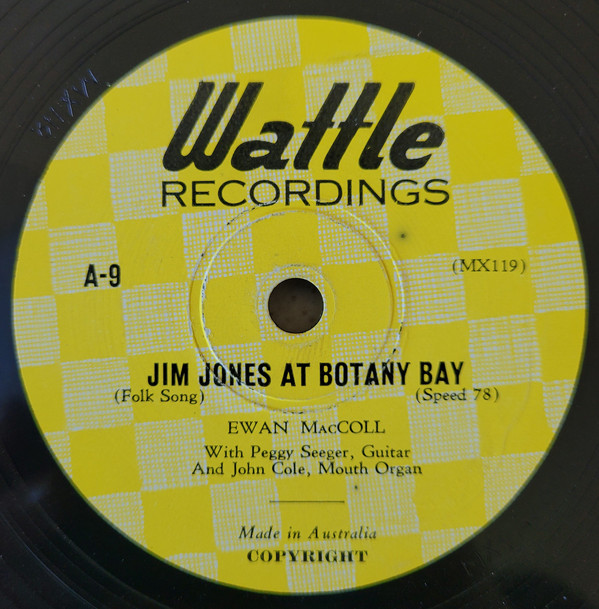 Wattle
RECORDINGS
A-9
(MX119)
JIM JONES AT BOTANY BAY
(Folk Song) (Speed 78)
EWAN MACCOLL
With Peggy Seeger, Guitar
And John Cole, Mouth Organ
Made in Australia
COPYRIGHT